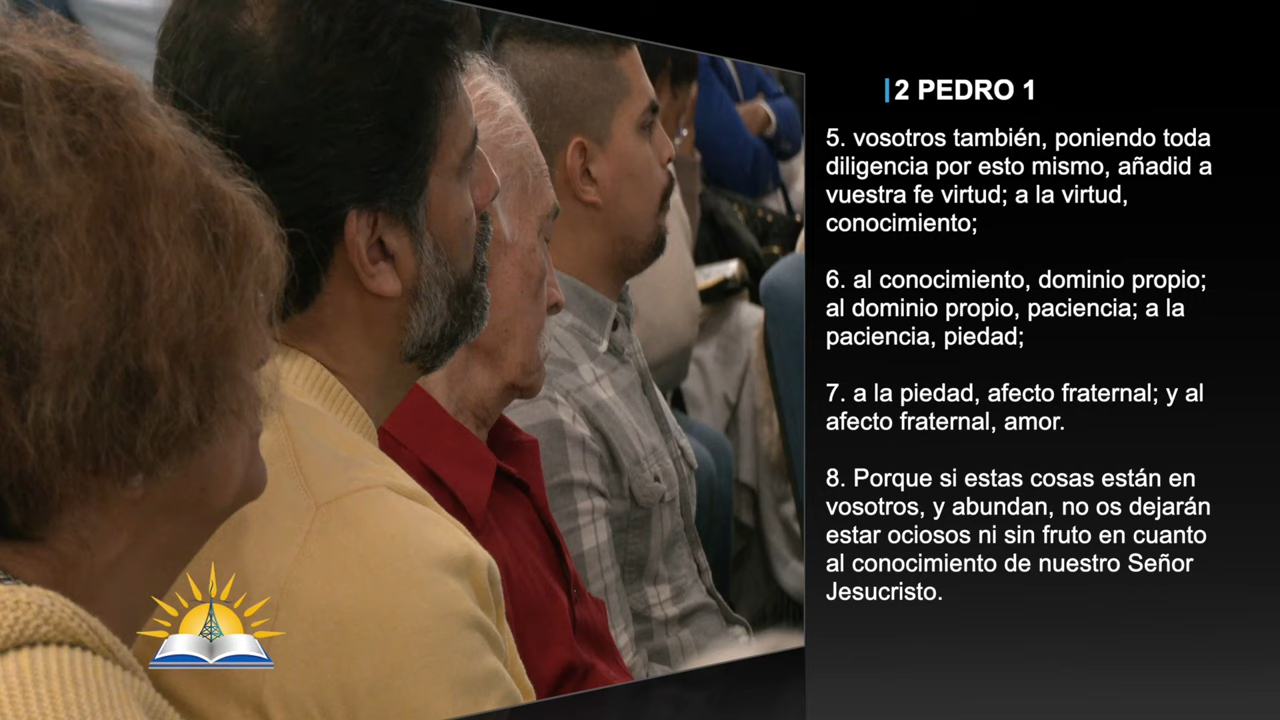 2 PEDRO 1
5. vosotros también, poniendo toda
diligencia por esto mismo, añadid a
vuestra fe virtud; a la virtud,
conocimiento;
6. al conocimiento, dominio propio;
al dominio propio, paciencia; a la
paciencia, piedad;
7. a la piedad, afecto fraternal; y al
afecto fraternal, amor.
8. Porque si estas cosas están en
vosotros, y abundan, no os dejarán
estar ociosos ni sin fruto en cuanto
al conocimiento de nuestro Señor
Jesucristo.